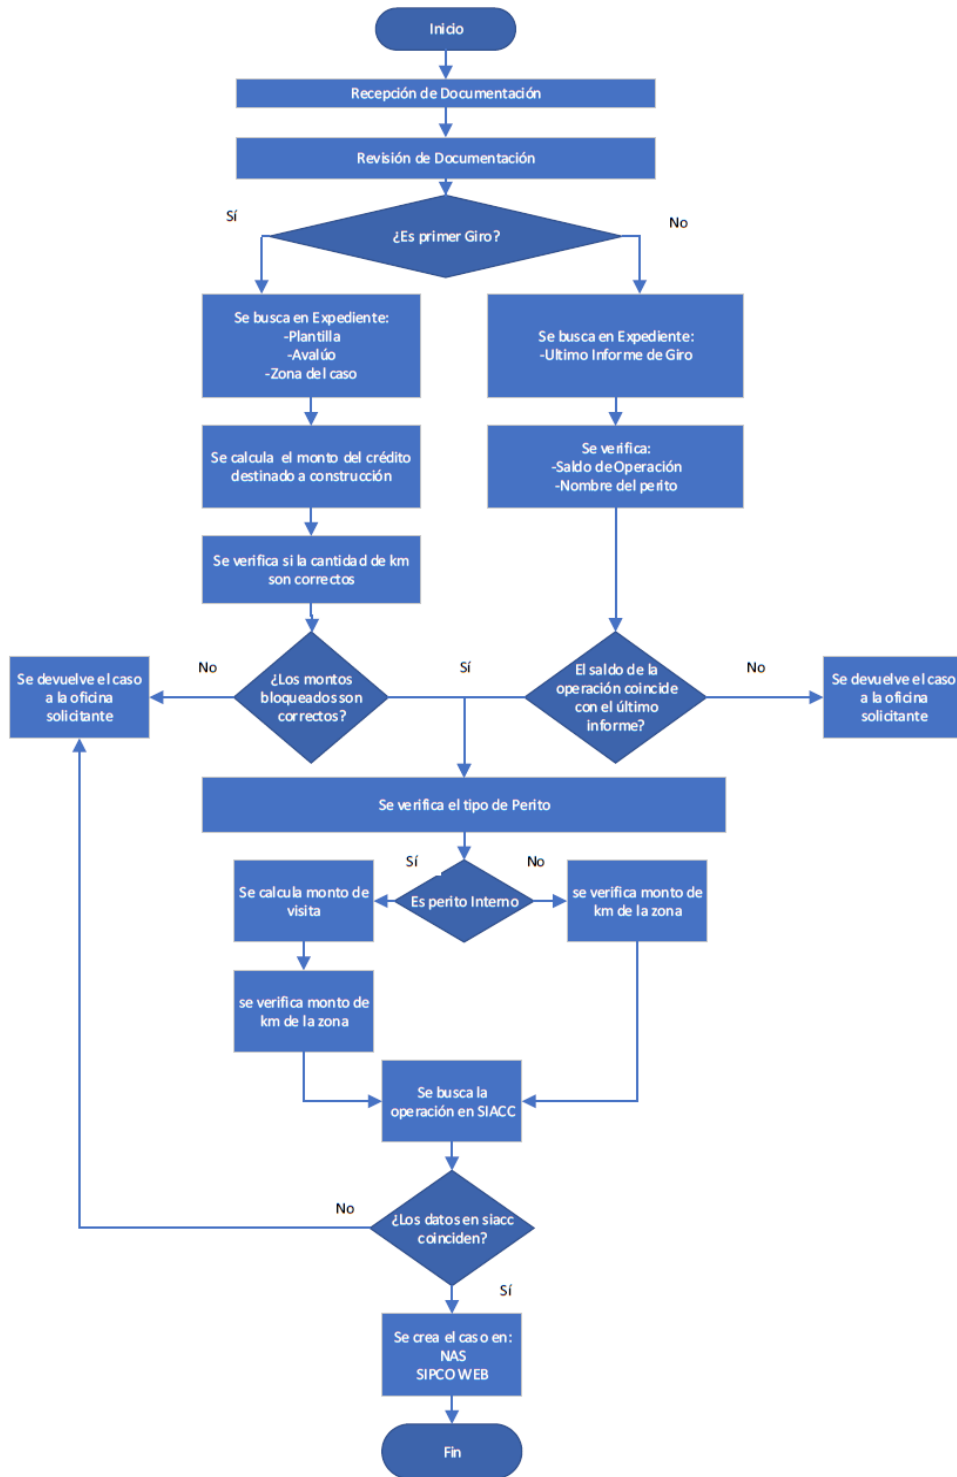 Inicio
Recepción de Documentación
Revisión de Documentación
Sí
No
¿Es primer Giro?
Se busca en Expediente:
-Plantilla
-Avalúo
-Zona del caso
Se busca en Expediente:
-Ultimo Informe de Giro
Se calcula el monto del crédito
destinado a construcción
Se verifica:
-Saldo de Operación
-Nombre del perito
Se verifica si la cantidad de km
son correctos
Se devuelve el caso
a la oficina
solicitante
No
¿Los montos
bloqueados son
correctos?
Sí
El saldo de la
operación coincide
con el último
informe?
No
Se devuelve el caso
a la oficina
solicitante
Se verifica el tipo de Perito
Sí
No
Se calcula monto de
visita
Es perito Interno
se verifica monto de
km de la zona
se verifica monto de
km de la zona
Se busca la
operación en SIACC
No
¿Los datos en siacc
coinciden?
Sí
Se crea el caso en:
NAS
SIPCO WEB
Fin